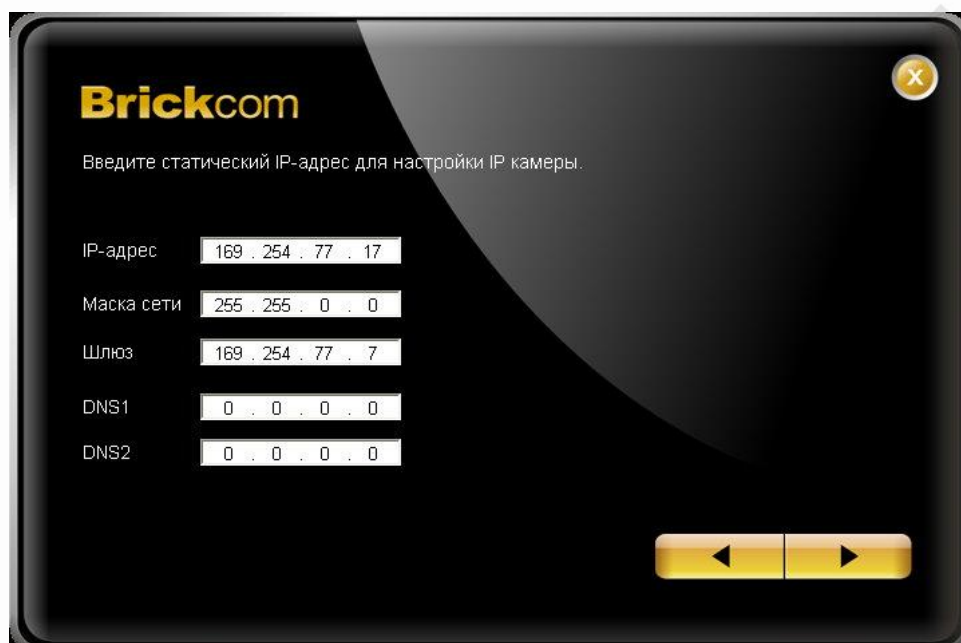 Brickcom
Введите статический IP-адрес для настройки IP камеры.
IP-адрес 169 . 254 . 77 . 17
Маска сети 255 . 255 . 0 . 0
Шлюз 169 . 254 . 77 . 7
DNS1 0 . 0 . 0 . 0
DNS2 0 . 0 . 0 . 0